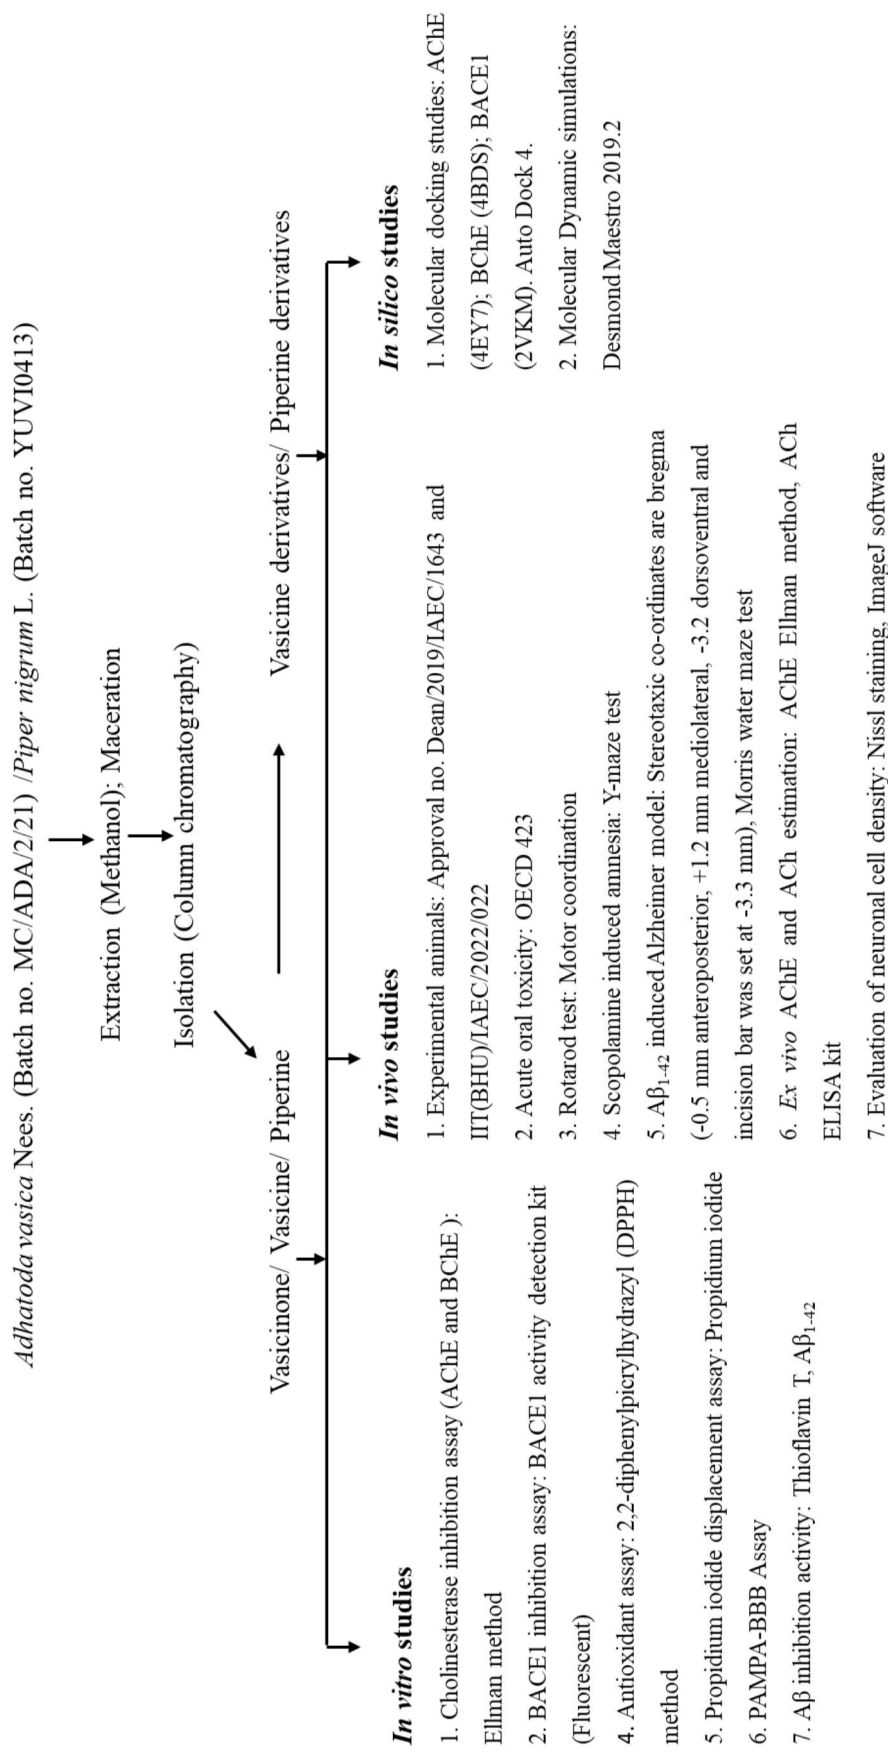 Adhatoda vasica Nees. (Batch no. MC/ADA/2/21) /Piper nigrum L. (Batch no. YUVI0413)
Extraction (Methanol); Maceration
Isolation (Column chromatography)
Vasicinone/ Vasicine/ Piperine
Vasicine derivatives/ Piperine derivatives
In vitro studies
1. Cholinesterase inhibition assay (AChE and BChE ):
Ellman method
2. BACE1 inhibition assay: BACE1 activity detection kit
(Fluorescent)
4. Antioxidant assay: 2,2-diphenylpicrylhydrazyl (DPPH)
method
5. Propidium iodide displacement assay: Propidium iodide
6. PAMPA-BBB Assay
7. Aβ inhibition activity: Thioflavin T, Aβ1-42
In vivo studies
1. Experimental animals: Approval no. Dean/2019/IAEC/1643 and
IIT(BHU)/IAEC/2022/022
2. Acute oral toxicity: OECD 423
3. Rotarod test: Motor coordination
4. Scopolamine induced amnesia: Y-maze test
5. Aβ1-42 induced Alzheimer model: Stereotaxic co-ordinates are bregma
(-0.5 mm anteroposterior, +1.2 mm mediolateral, -3.2 dorsoventral and
incision bar was set at -3.3 mm), Morris water maze test
6. Ex vivo AChE and ACh estimation: AChE Ellman method, ACh
ELISA kit
7. Evaluation of neuronal cell density: Nissl staining, ImageJ software
In silico studies
1. Molecular docking studies: AChE
(4EY7); BChE (4BDS); BACE1
(2VKM). Auto Dock 4.
2. Molecular Dynamic simulations:
Desmond Maestro 2019.2